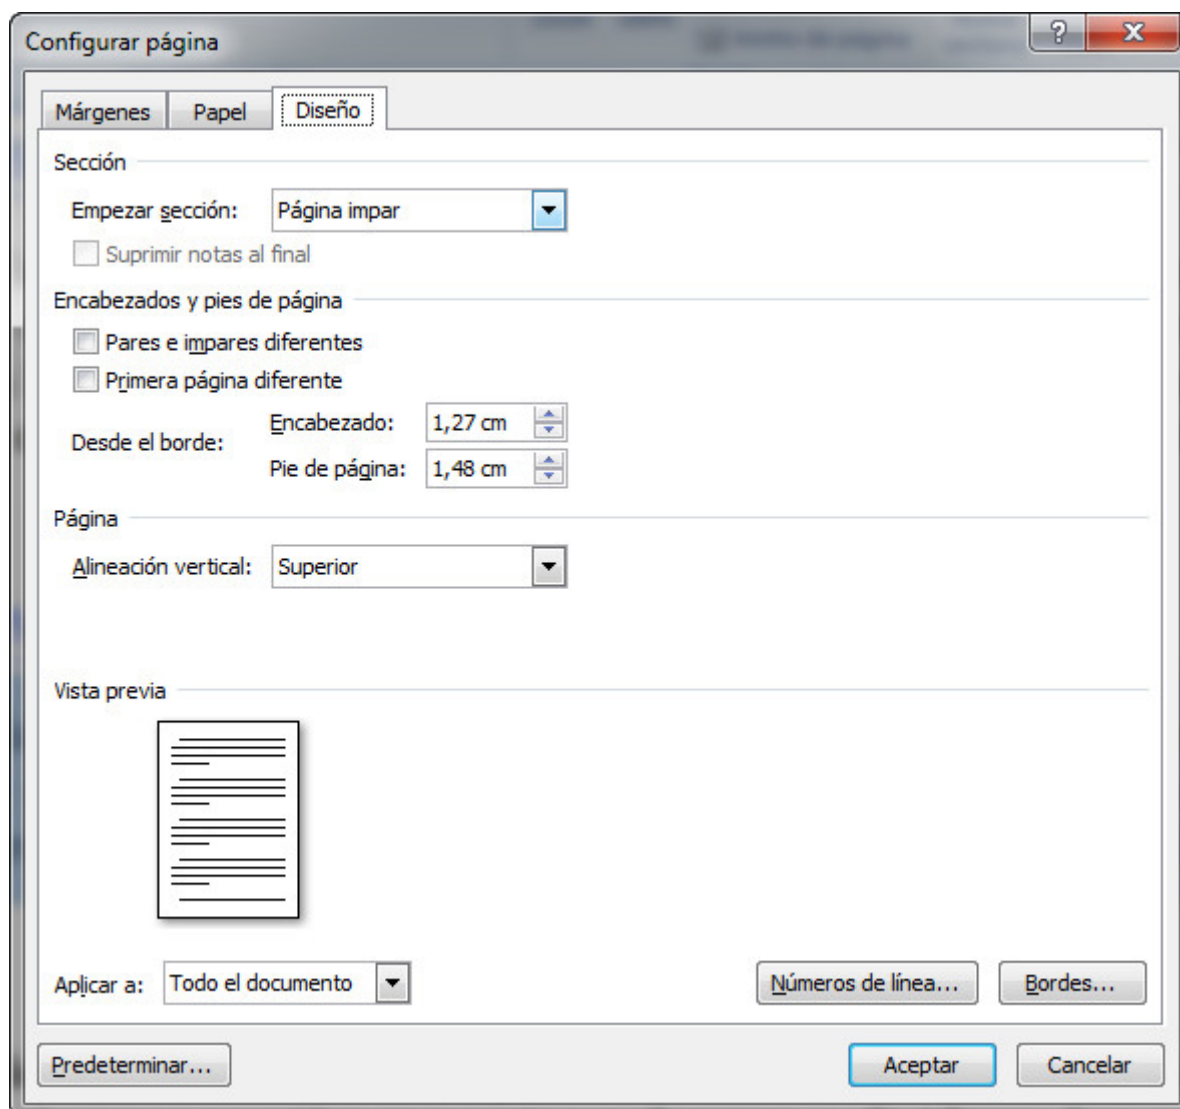 Configurar página
?
X
Márgenes Papel Diseño
Sección
Empezar sección: Página impar
Suprimir notas al final
Encabezados y pies de página
Pares e impares diferentes
Primera página diferente
Desde el borde: Encabezado: 1,27 cm
Pie de página: 1,48 cm
Página
Alineación vertical: Superior
Vista previa
Aplicar a: Todo el documento Números de línea... Bordes...
Predeterminar... Aceptar Cancelar